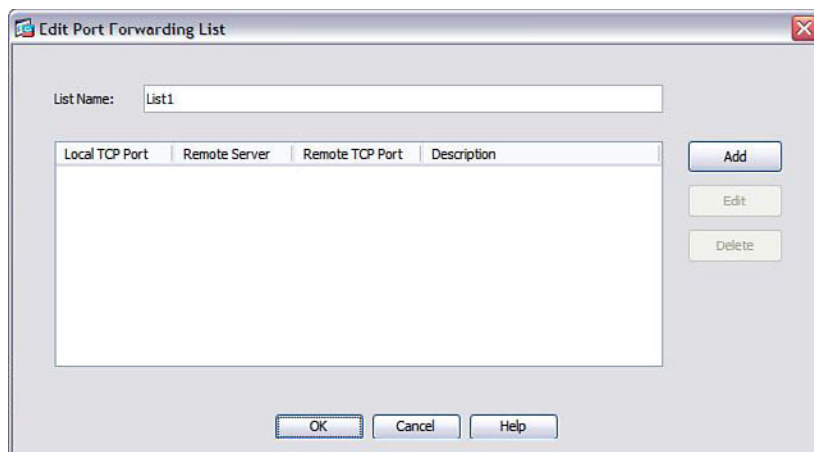 Edit Port Forwarding List
List Name: List1
Local TCP Port Remote Server Remote TCP Port Description
Add
Edit
Delete
OK Cancel Help